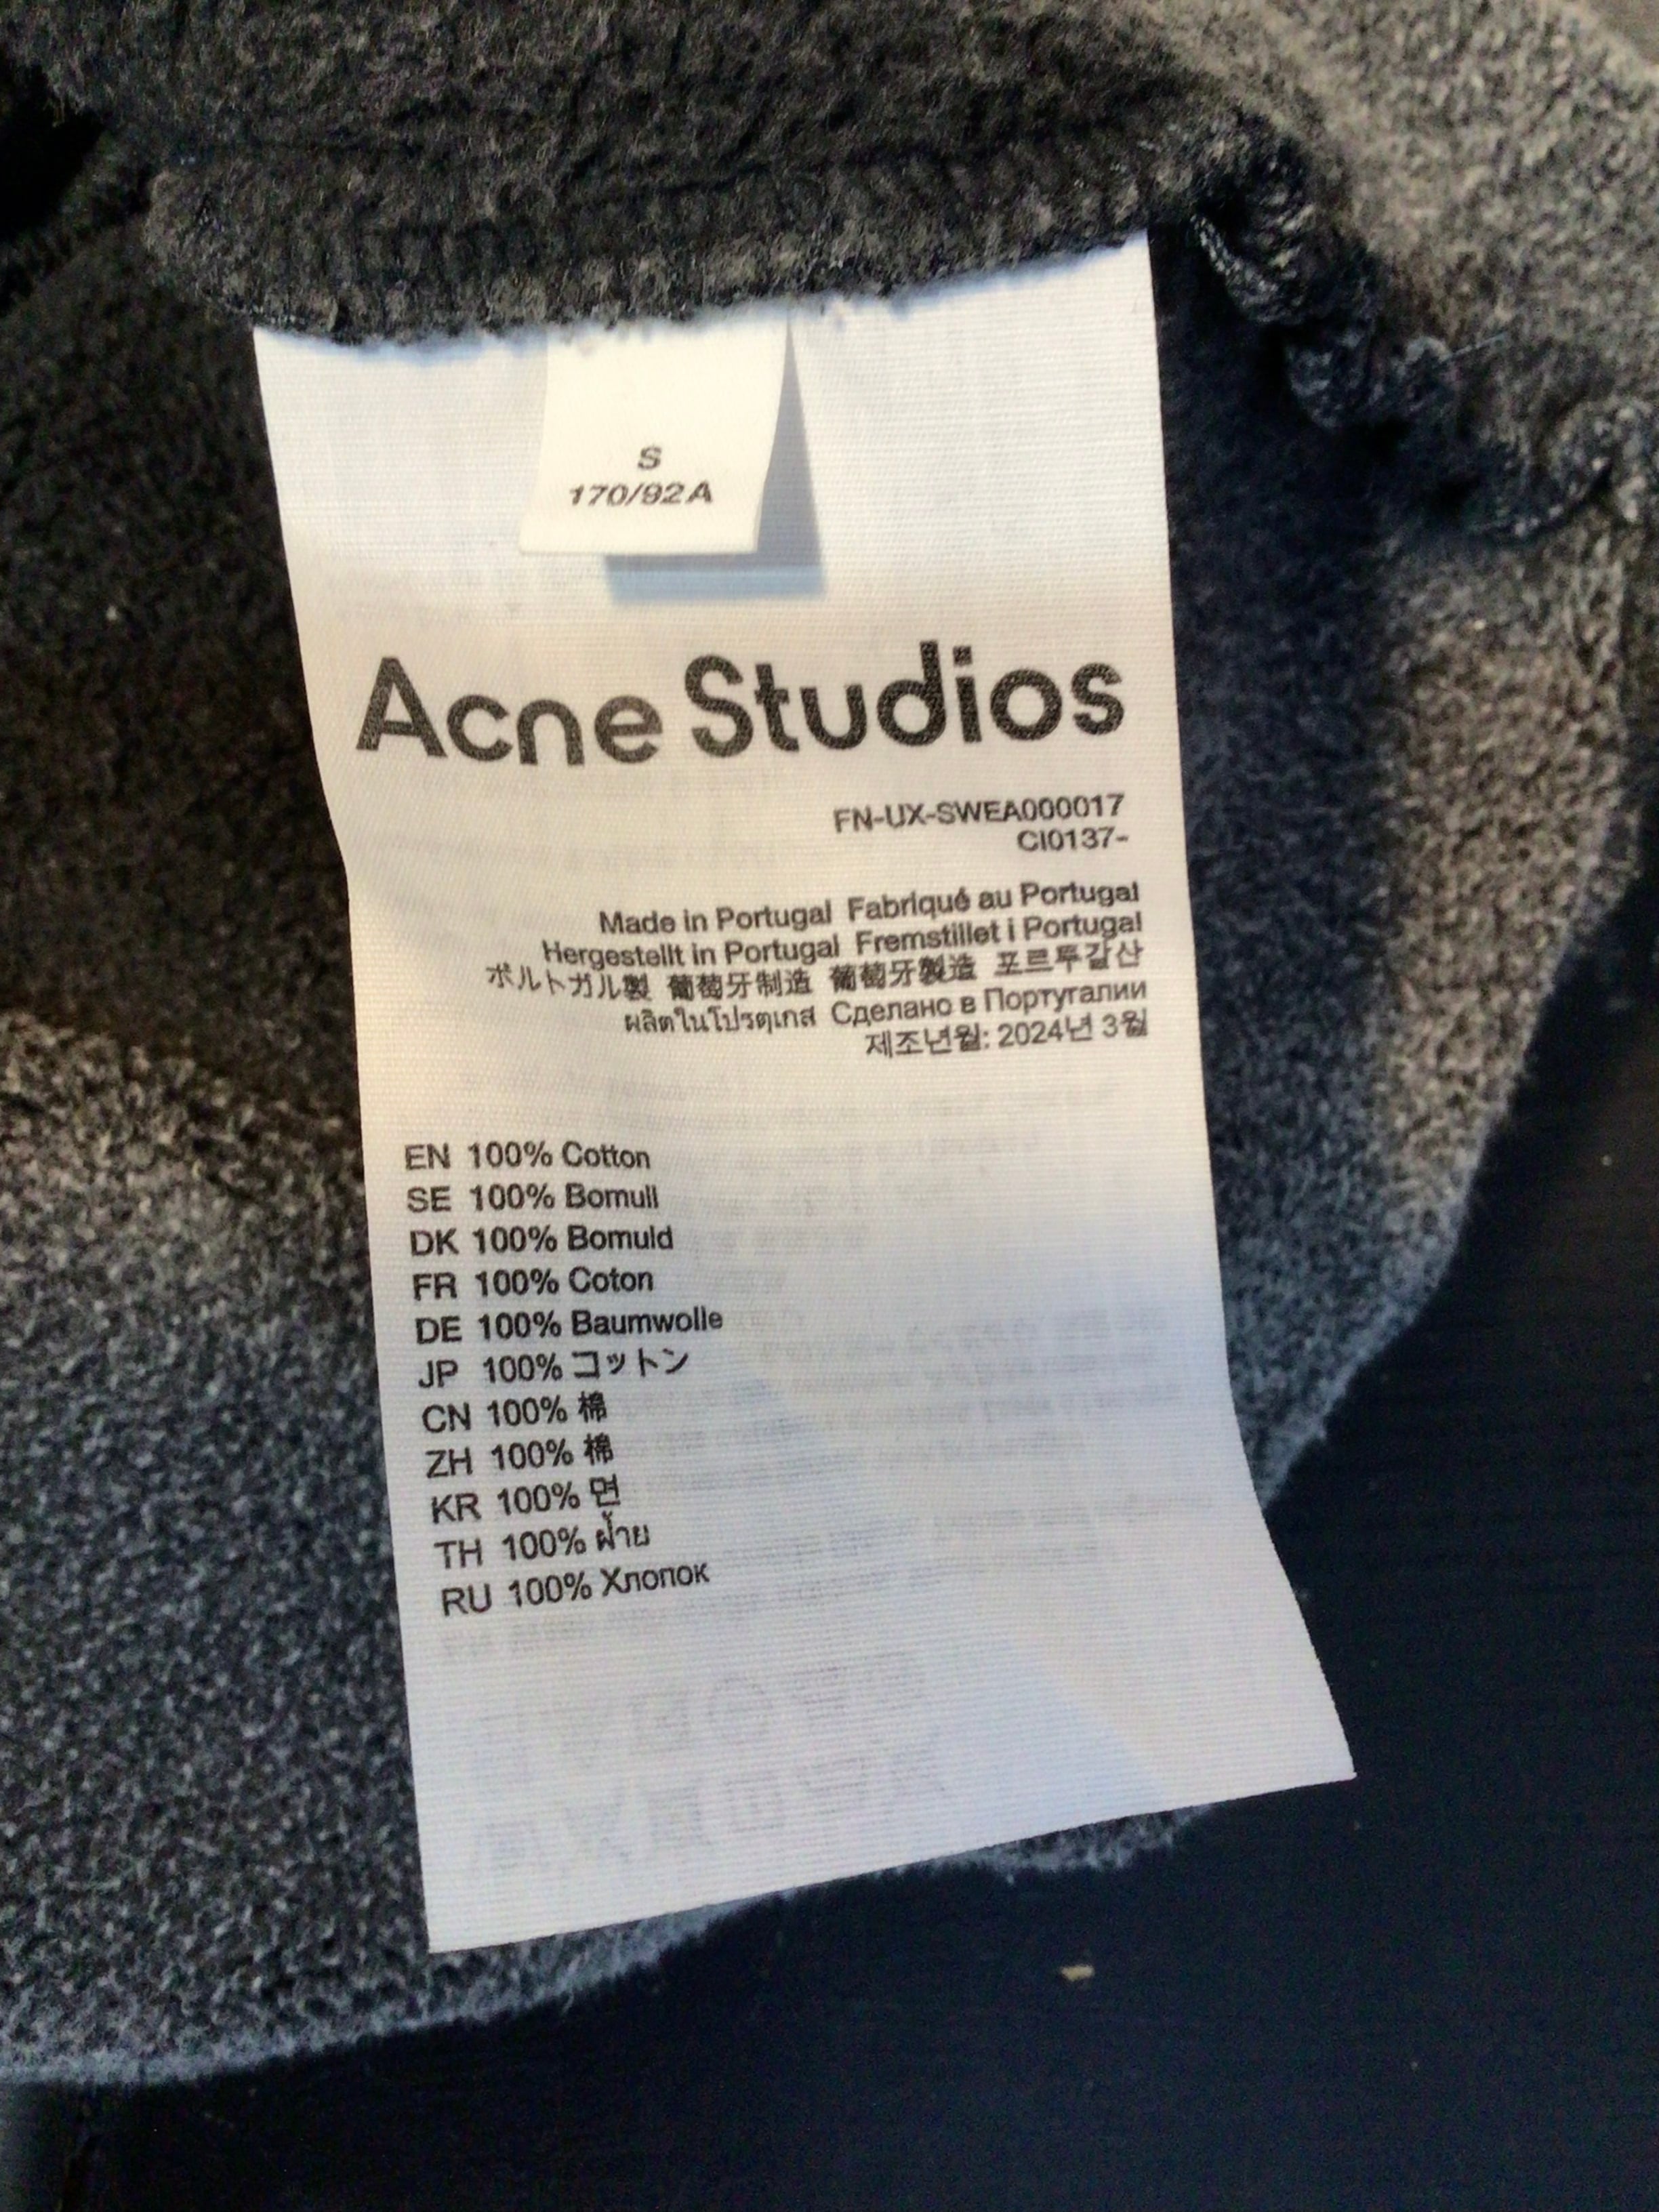 S
170/92A
Acne Studios
FN-UX-SWEA000017
CI0137-
Made in Portugal Fabriqué au Portugal
Hergestellt in Portugal Fremstillet i Portugal
ポルトガル製 葡萄牙制造 葡萄牙製造 포르투갈산
ผลิตในโปรตุเกส Сделано в Португалии
제조년월: 2024년 3월
EN 100% Cotton
SE 100% Bomull
DK 100% Bomuld
FR 100% Coton
DE 100% Baumwolle
JP 100% コットン
CN 100% 棉
ZH 100% 棉
KR 100% 면
TH 100% ฝ้าย
RU 100% Хлопок